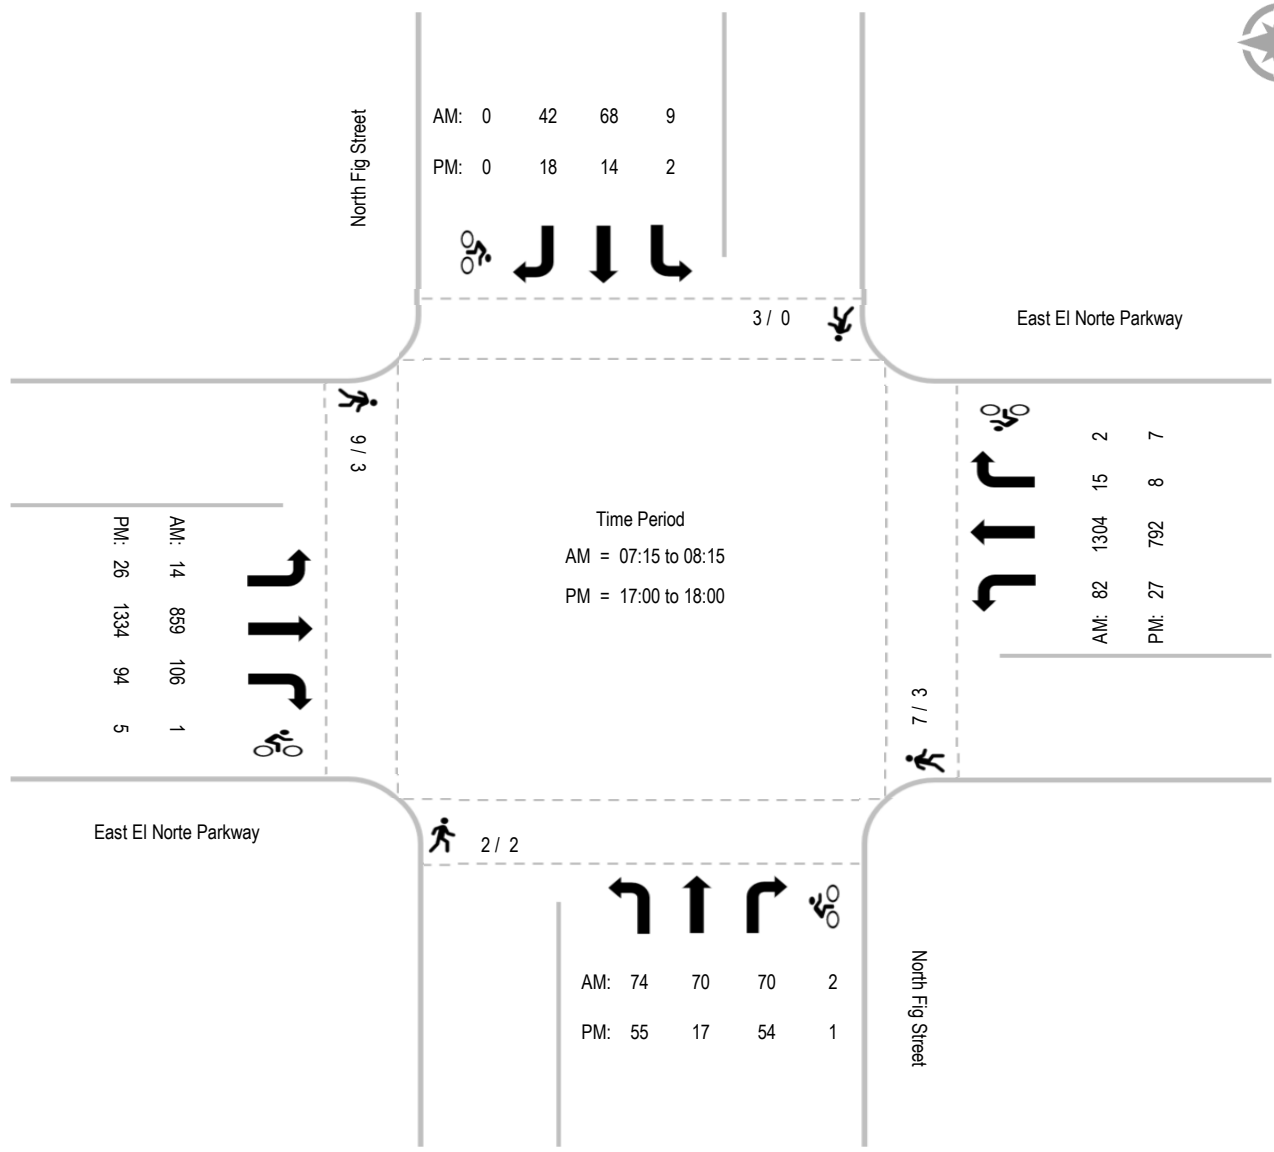 North Fig Street
AM: 0 42 68 9
PM: 0 18 14 2
3 / 0
East El Norte Parkway
9 / 3
AM: 14 859 106 1
PM: 26 1334 94 5
Time Period
AM = 07:15 to 08:15
PM = 17:00 to 18:00
AM: 82 1304 15 2
PM: 27 792 8 7
7 / 3
East El Norte Parkway
2 / 2
AM: 74 70 70 2
PM: 55 17 54 1
North Fig Street